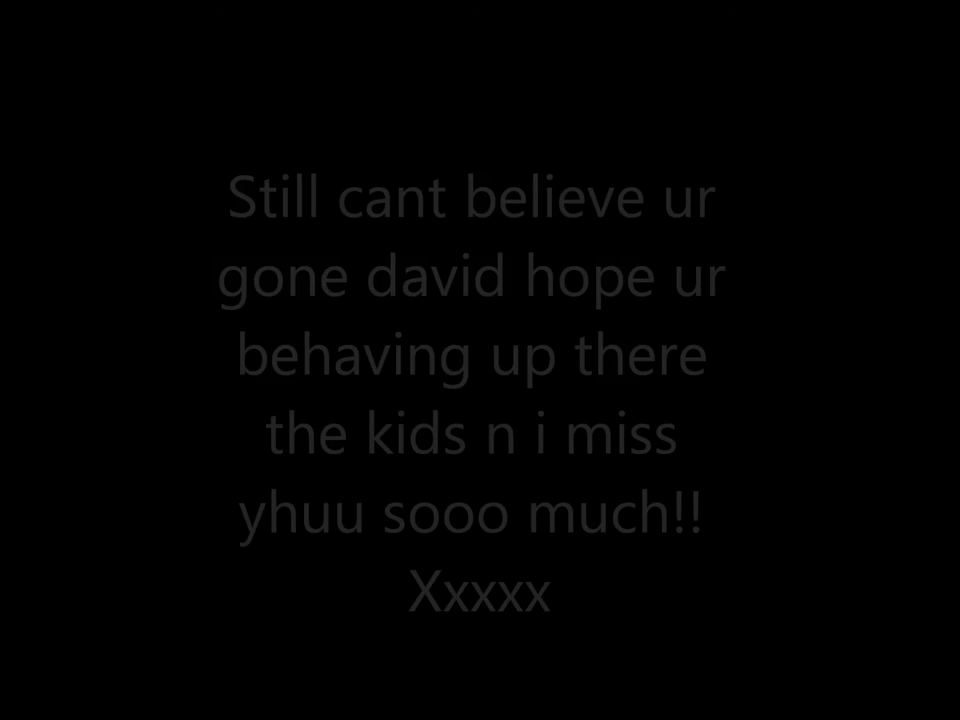 Still cant believe ur
gone david hope ur
behaving up there
the kids n i miss
yhuu sooo much!!
Xxxxx